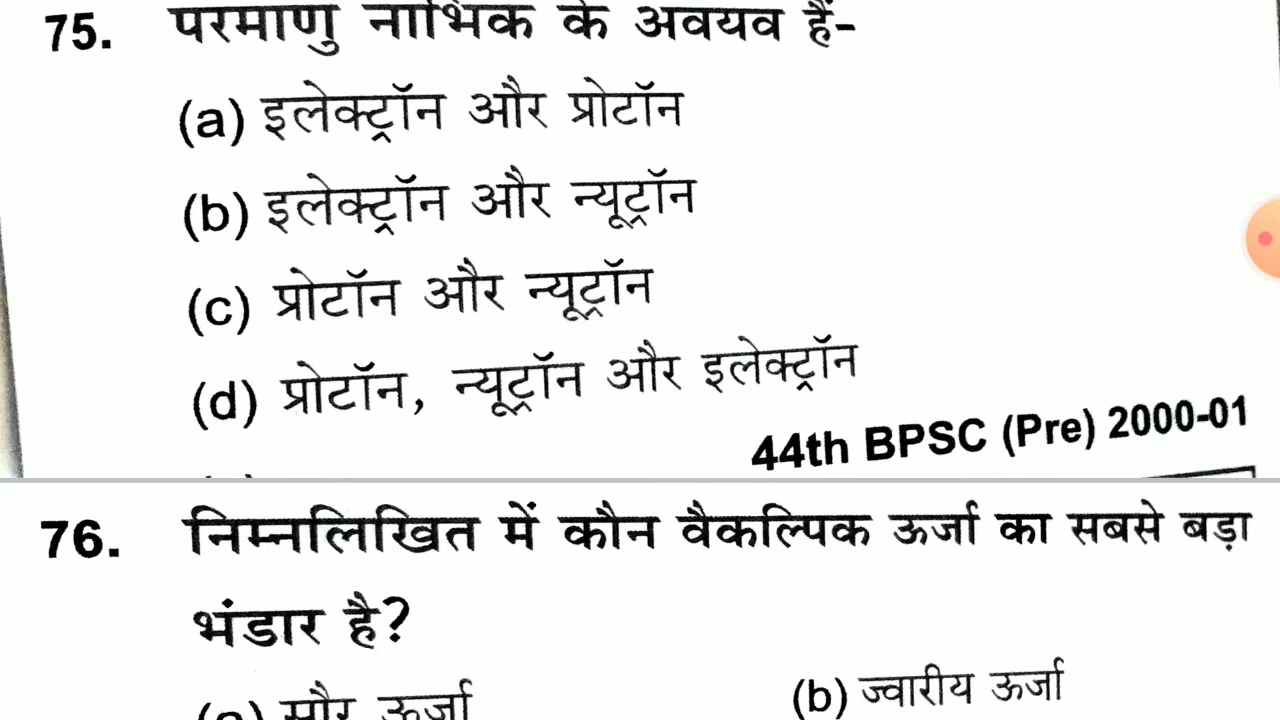 75. परमाणु नाभिक के अवयव हैं-
(a) इलेक्ट्रॉन और प्रोटॉन
(b) इलेक्ट्रॉन और न्यूट्रॉन
(c) प्रोटॉन और न्यूट्रॉन
(d) प्रोटॉन, न्यूट्रॉन और इलेक्ट्रॉन
44th BPSC (Pre) 2000-01
76. निम्नलिखित में कौन वैकल्पिक ऊर्जा का सबसे बड़ा
भंडार है?
(a) सौर ऊर्जा (b) ज्वारीय ऊर्जा